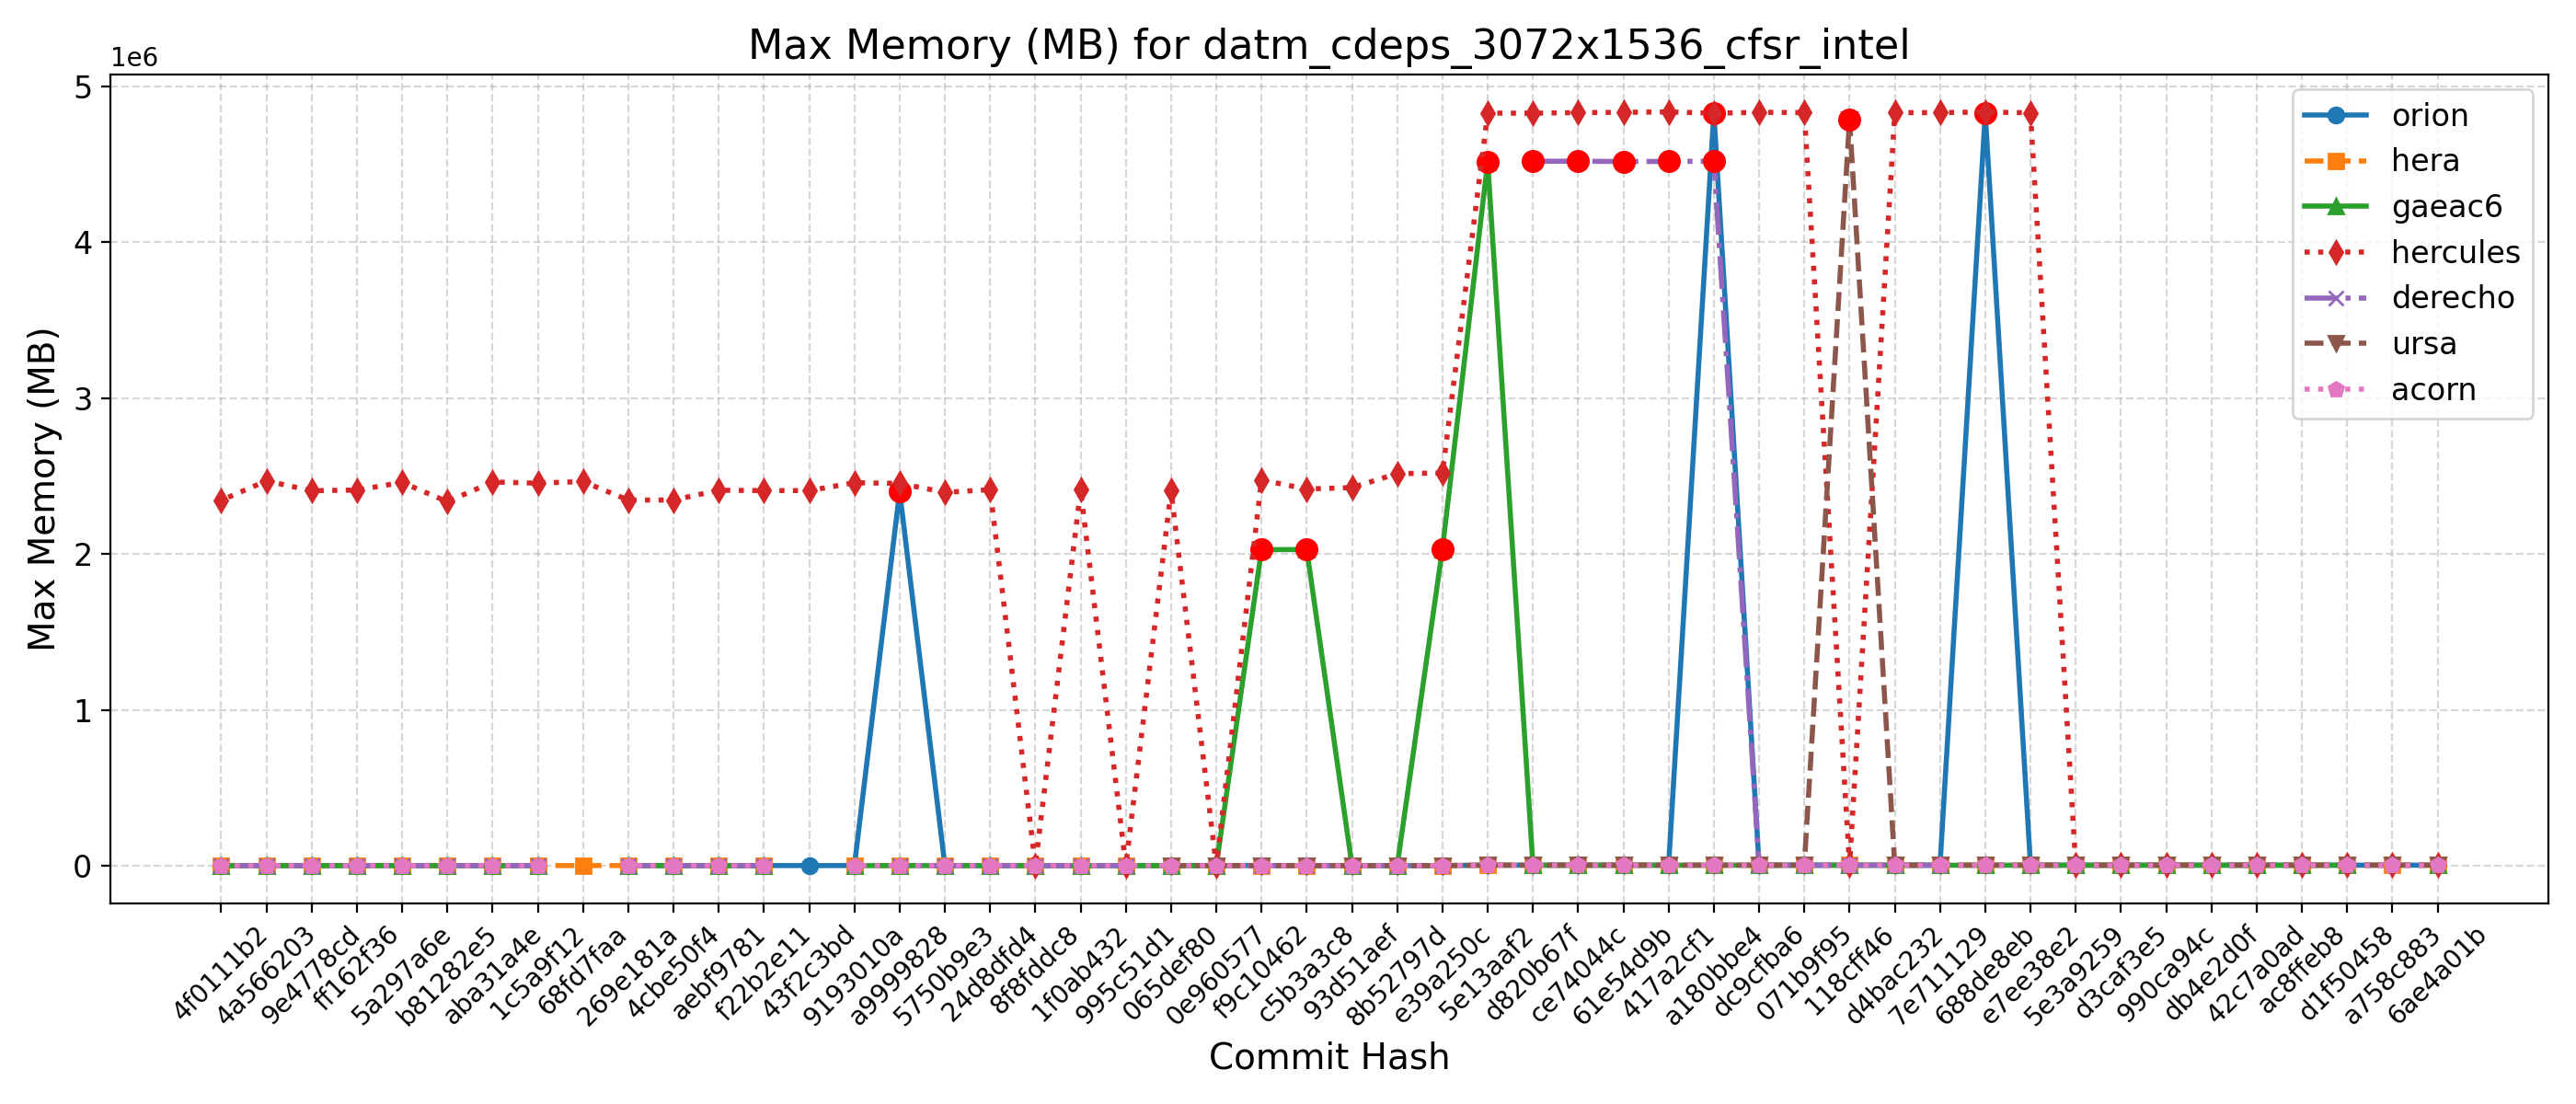 Max Memory (MB) for datm_cdeps_3072x1536_cfsr_intel
1e6
5
4
3
2
1
0
Max Memory (MB)
orion
hera
gaeac6
hercules
derecho
ursa
acorn
4f0111b2
4a566203
9e4778cd
ff162f36
5a297a6e
b81282e5
aba31a4e
1c5a9f12
68fd7faa
269e181a
4cbe50f4
aebf9781
f22b2e11
43f2c3bd
9193010a
a9999828
5750b9e3
24d8dfd4
8f8fddc8
1f0ab432
995c51d1
065def80
0e960577
f9c10462
c5b3a3c8
93d51aef
8b52797d
e39a250c
5e13aaf2
d820b67f
ce74044c
61e54d9b
417a2cf1
a180bbe4
dc9cfba6
071b9f95
118cff46
d4bac232
7e711129
688de8eb
e7ee38e2
5e3a9259
d3caf3e5
990ca94c
db4e2d0f
42c7a0ad
ac8ffeb8
d1f50458
a758c883
6ae4a01b
Commit Hash